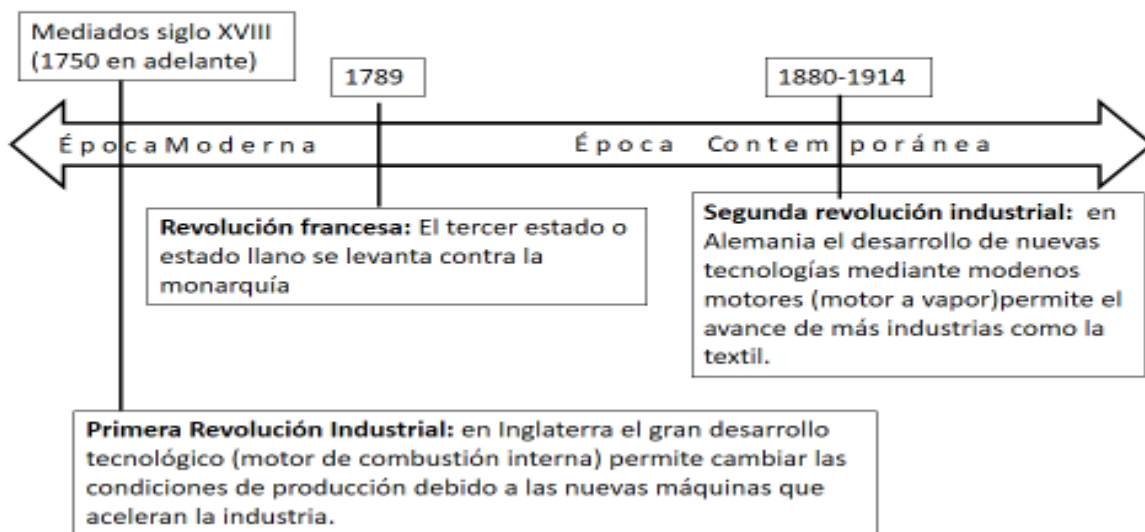 Mediados siglo XVIII
(1750 en adelante)
1789
1880-1914
ÉpocaModerna
Época Contemporánea
Revolución francesa: El tercer estado o
estado llano se levanta contra la
monarquía
Segunda revolución industrial: en
Alemania el desarrollo de nuevas
tecnologías mediante modenos
motores (motor a vapor)permite el
avance de más industrias como la
textil.
Primera Revolución Industrial: en Inglaterra el gran desarrollo
tecnológico (motor de combustión interna) permite cambiar las
condiciones de producción debido a las nuevas máquinas que
aceleran la industria.